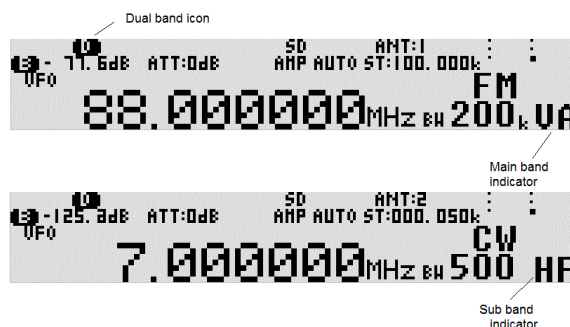 Dual band icon
D SD ANT:1
B - 77.6dB ATT:0dB AMP AUTO ST:100.000k
VFO FM
88.000000MHz BW 200k VA
Main band
indicator
D SD ANT:2
B -125.2dB ATT:0dB AMP AUTO ST:000.050k
VFO CW
7.000000MHz BW 500 HF
Sub band
indicator